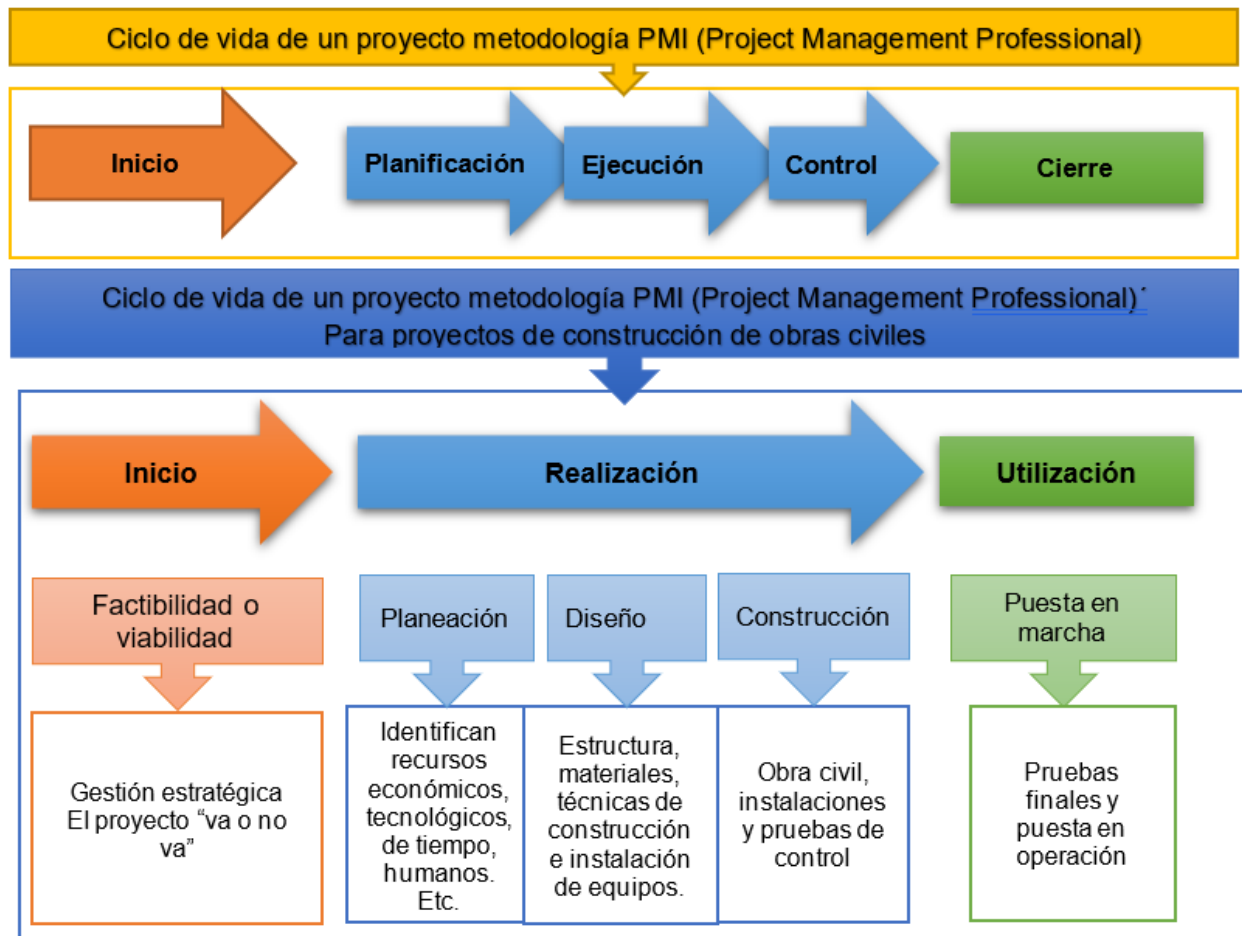 Ciclo de vida de un proyecto metodología PMI (Project Management Professional)
Inicio
Planificación
Ejecución
Control
Cierre
Ciclo de vida de un proyecto metodología PMI (Project Management Professional)´
Para proyectos de construcción de obras civiles
Inicio
Realización
Utilización
Factibilidad o
viabilidad
Planeación
Diseño
Construcción
Puesta en
marcha
Gestión estratégica
El proyecto “va o no
va”
Identifican
recursos
económicos,
tecnológicos,
de tiempo,
humanos.
Etc.
Estructura,
materiales,
técnicas de
construcción
e instalación
de equipos.
Obra civil,
instalaciones
y pruebas de
control
Pruebas
finales y
puesta en
operación